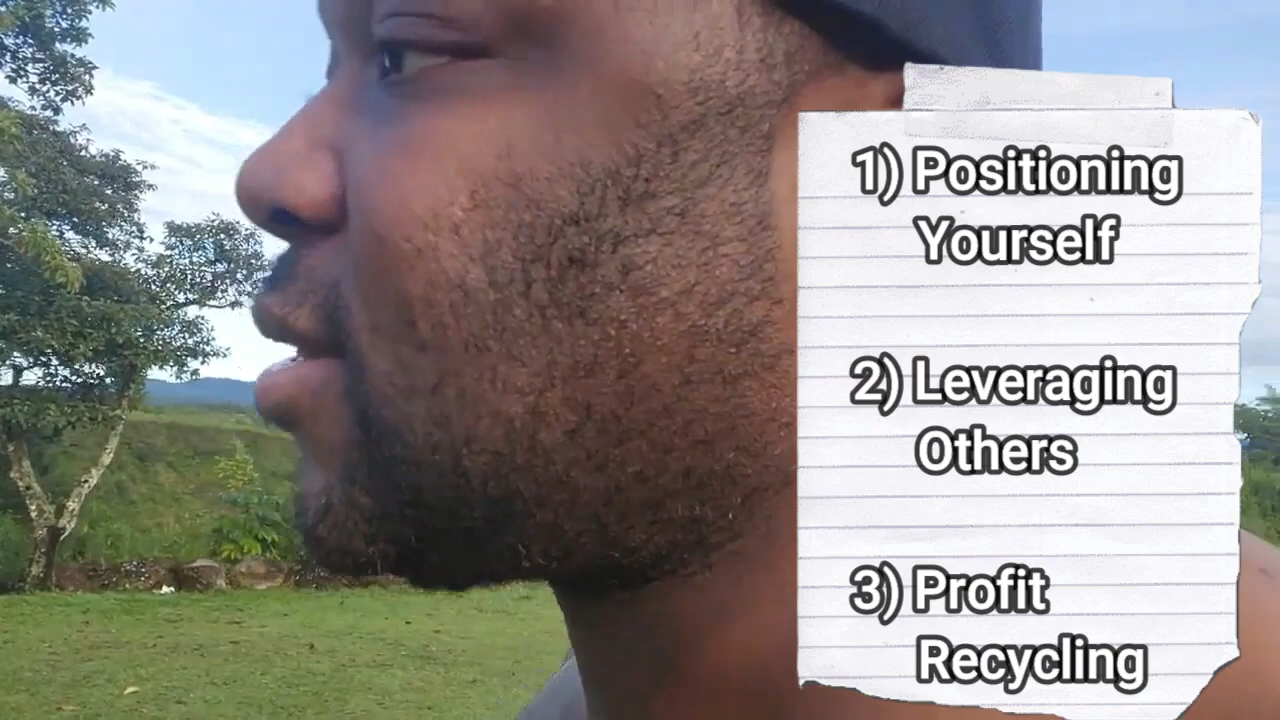 1) Positioning
Yourself
2) Leveraging
Others
3) Profit
Recycling